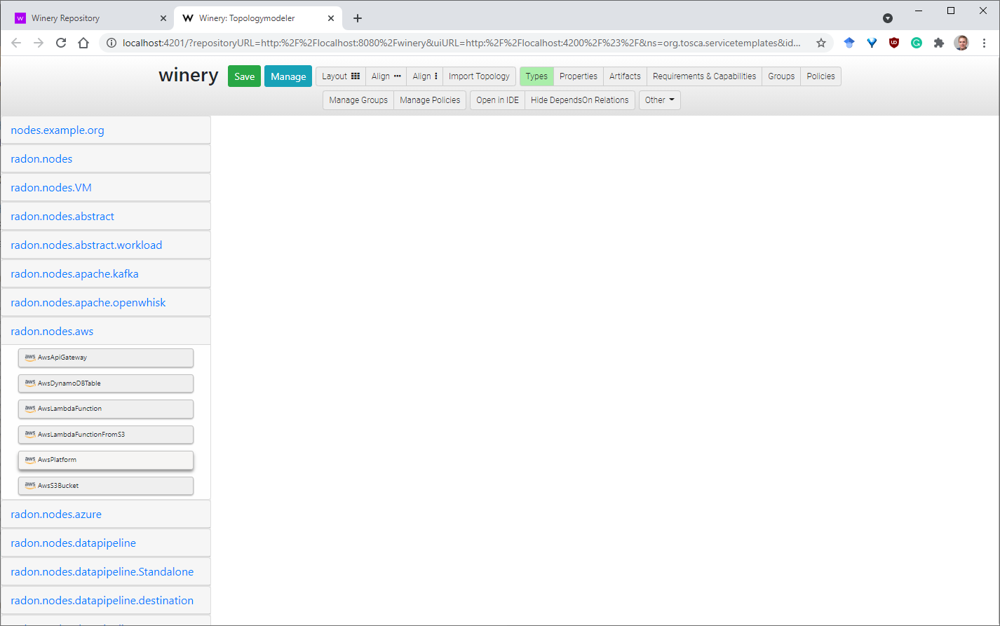 Winery Repository
Winery: Topologymodeler
localhost:4201/?repositoryURL=http:%2F%2Flocalhost:8080%2Fwinery&uiURL=http:%2F%2Flocalhost:4200%2F%23%2F&ns=org.tosca.servicetemplates&id...
winery Save Manage Layout Align Align Import Topology Types Properties Artifacts Requirements & Capabilities Groups Policies
Manage Groups Manage Policies Open in IDE Hide DependsOn Relations Other
nodes.example.org
radon.nodes
radon.nodes.VM
radon.nodes.abstract
radon.nodes.abstract.workload
radon.nodes.apache.kafka
radon.nodes.apache.openwhisk
radon.nodes.aws
aws AwsApiGateway
aws AwsDynamoDBTable
aws AwsLambdaFunction
aws AwsLambdaFunctionFromS3
aws AwsPlatform
aws AwsS3Bucket
radon.nodes.azure
radon.nodes.datapipeline
radon.nodes.datapipeline.Standalone
radon.nodes.datapipeline.destination